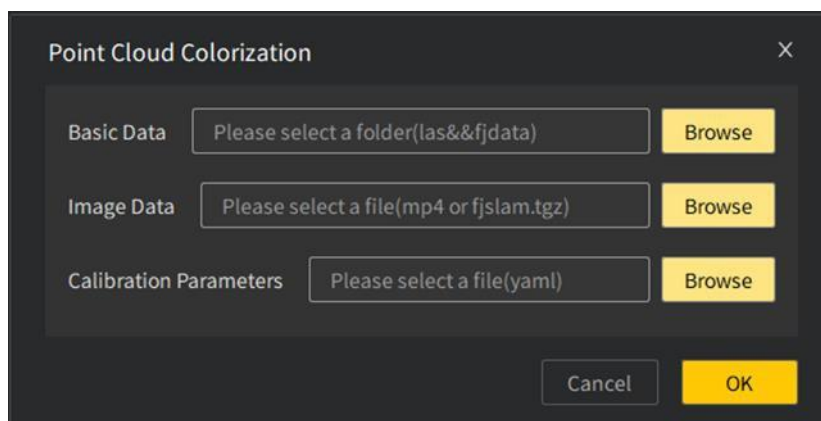 Point Cloud Colorization X
Basic Data Please select a folder(las&&fjdata) Browse
Image Data Please select a file(mp4 or fjslam.tgz) Browse
Calibration Parameters Please select a file(yaml) Browse
Cancel OK